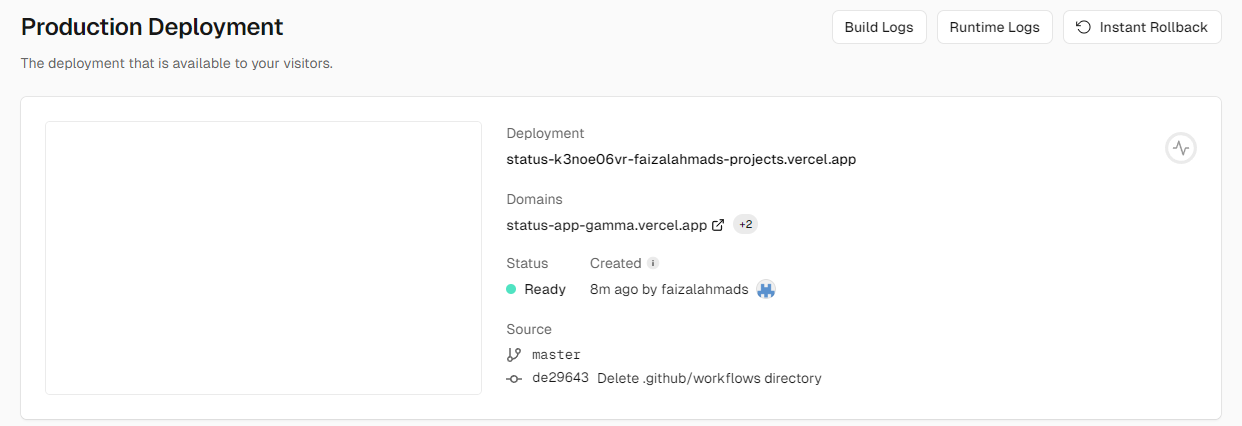 Production Deployment
Build Logs
Runtime Logs
Instant Rollback
The deployment that is available to your visitors.
Deployment
status-k3noe06vr-faizalahmads-projects.vercel.app
Domains
status-app-gamma.vercel.app +2
Status Created
Ready 8m ago by faizalahmads
Source
master
de29643 Delete .github/workflows directory